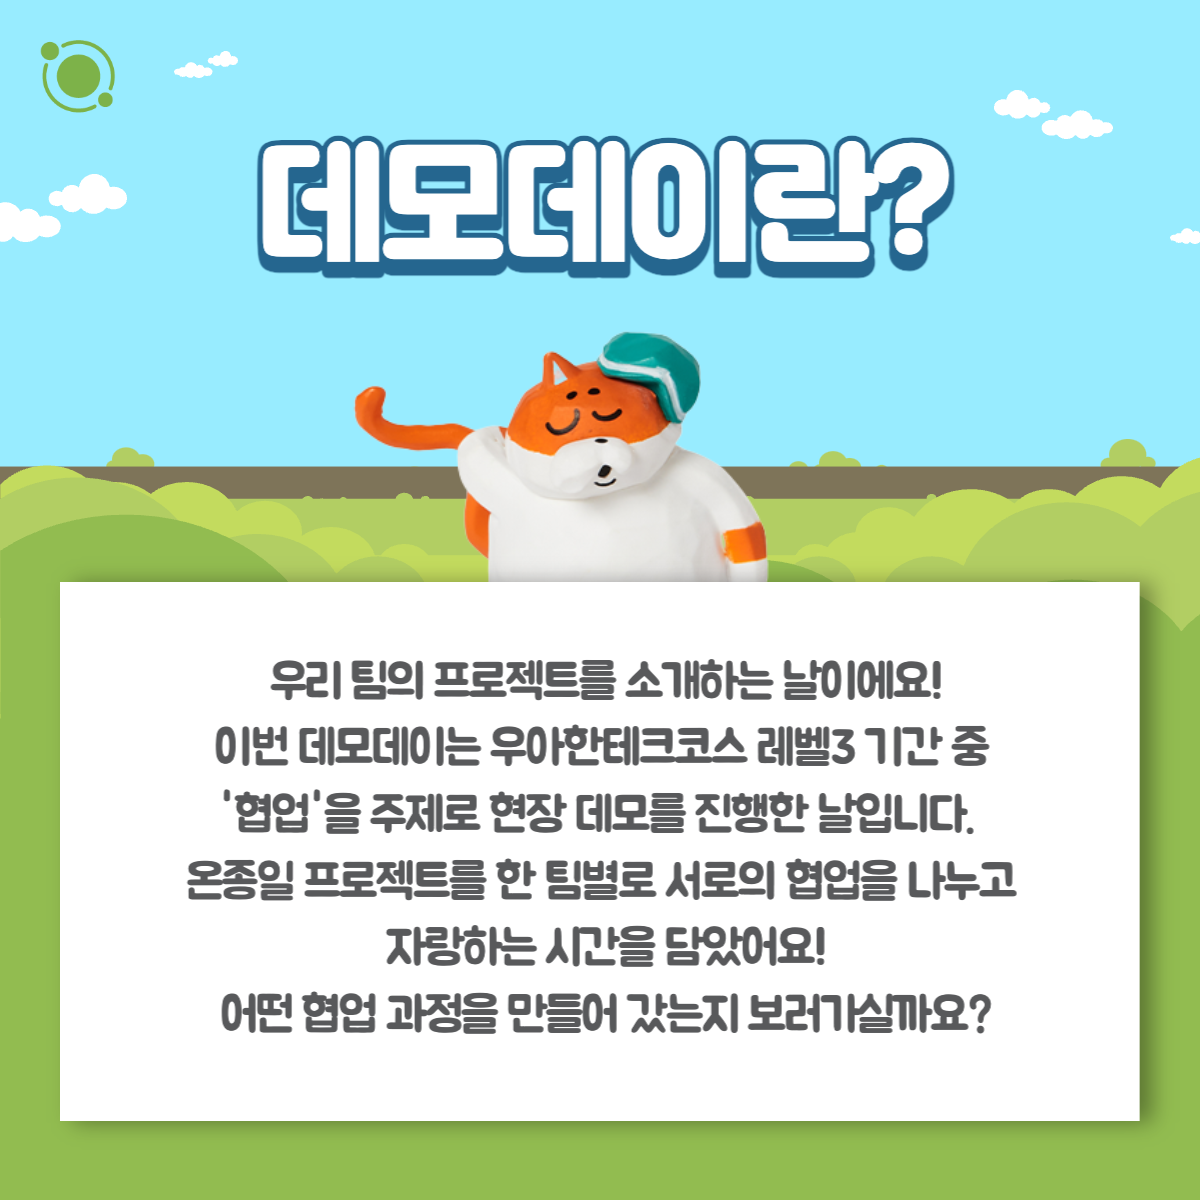 데모데이란?
우리 팀의 프로젝트를 소개하는 날이에요!
이번 데모데이는 우아한테크코스 레벨3 기간 중
'협업'을 주제로 현장 데모를 진행한 날입니다.
온종일 프로젝트를 한 팀별로 서로의 협업을 나누고
자랑하는 시간을 담았어요!
어떤 협업 과정을 만들어 갔는지 보러가실까요?